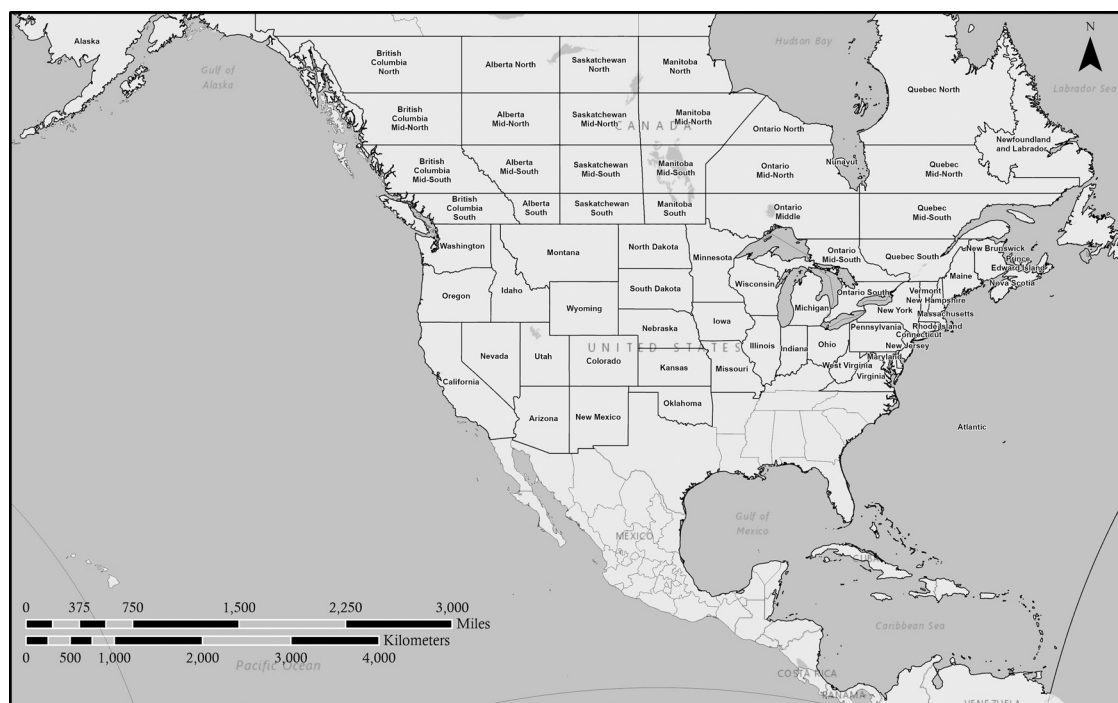 Alaska
Gulf of
Alaska
British
Columbia
North
Alberta North
Saskatchewan
North
Manitoba
North
Hudson Bay
N
Labrador Sea
Quebec North
British
Columbia
Mid-North
Alberta
Mid-North
Saskatchewan
Mid-North
Manitoba
Mid-North
CANADA
Ontario North
Newfoundland
and Labrador
British
Columbia
Mid-South
Alberta
Mid-South
Saskatchewan
Mid-South
Manitoba
Mid-South
Ontario
Mid-North
Nunavut
Quebec
Mid-North
British
Columbia
South
Alberta
South
Saskatchewan
South
Manitoba
South
Ontario
Middle
Quebec
Mid-South
Washington
Montana
North Dakota
Minnesota
Ontario
Mid-South
Quebec South
New Brunswick
Prince
Edward Island
Maine
Nova Scotia
Oregon
Idaho
Wyoming
South Dakota
Wisconsin
Michigan
Ontario South
Vermont
New Hampshire
New York
Massachusetts
Nebraska
Iowa
Pennsylvania
Rhode Island
Connecticut
New Jersey
UNITED STATES
Nevada
Utah
Colorado
Kansas
Illinois
Indiana
Ohio
Maryland
West Virginia
Virginia
California
Missouri
Arizona
New Mexico
Oklahoma
Atlantic
Gulf of
Mexico
MÉXICO
CUBA
Caribbean Sea
0 375 750 1,500 2,250 3,000
Miles
Kilometers
0 500 1,000 2,000 3,000 4,000
Pacific Ocean
COSTA RICA
PANAMA
VENEZUELA